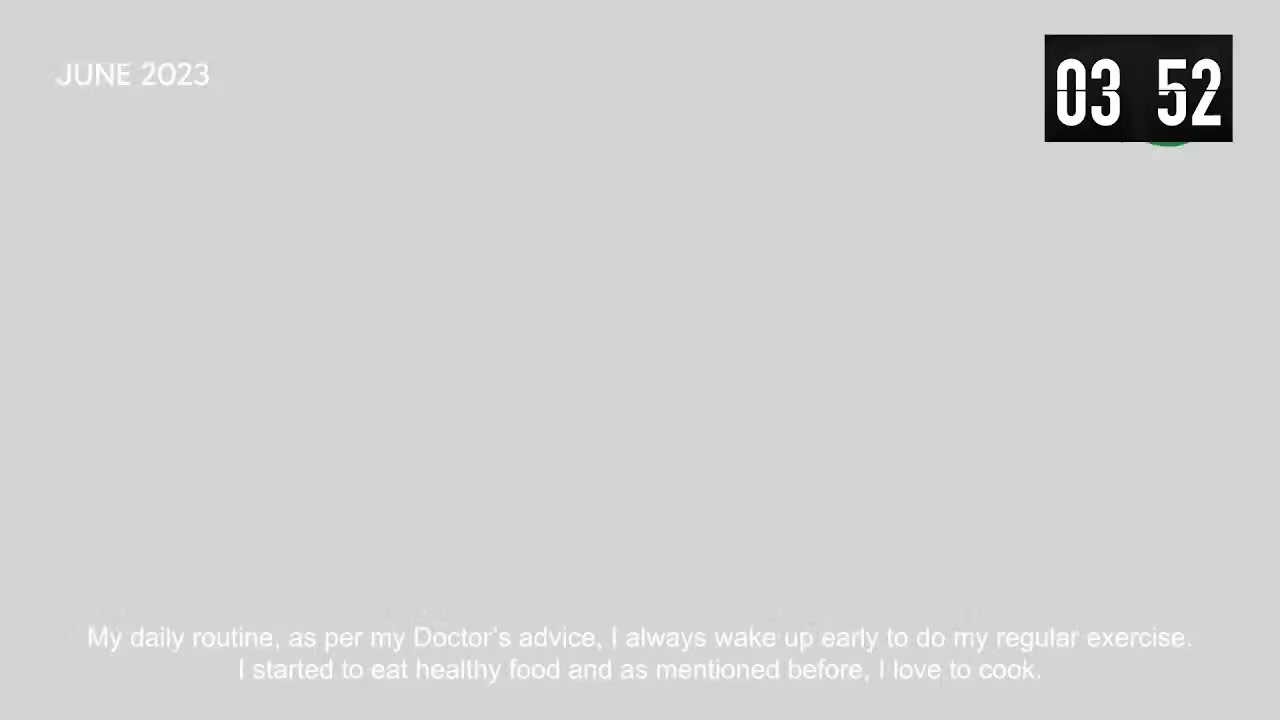 JUNE 2023
03 52
My daily routine, as per my Doctor's advice, I always wake up early to do my regular exercise.
I started to eat healthy food and as mentioned before, I love to cook.